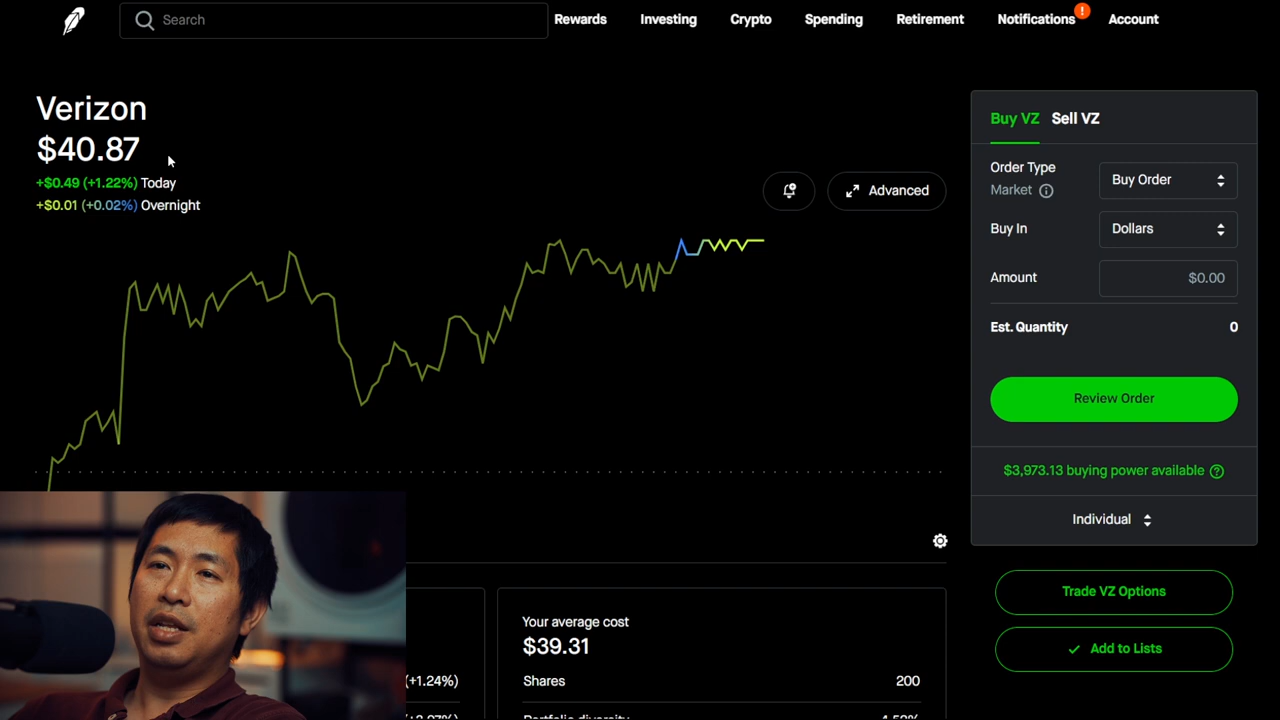 Search
Rewards
Investing
Crypto
Spending
Retirement
Notifications
!
Account
Verizon
$40.87
+$0.49 (+1.22%) Today
+$0.01 (+0.02%) Overnight
Advanced
Buy VZ
Sell VZ
Order Type
Market
Buy Order
Buy In
Dollars
Amount
$0.00
Est. Quantity
0
Review Order
$3,973.13 buying power available
Individual
Trade VZ Options
Add to Lists
Your average cost
$39.31
Shares
200
Portfolio diversity
(+1.24%)